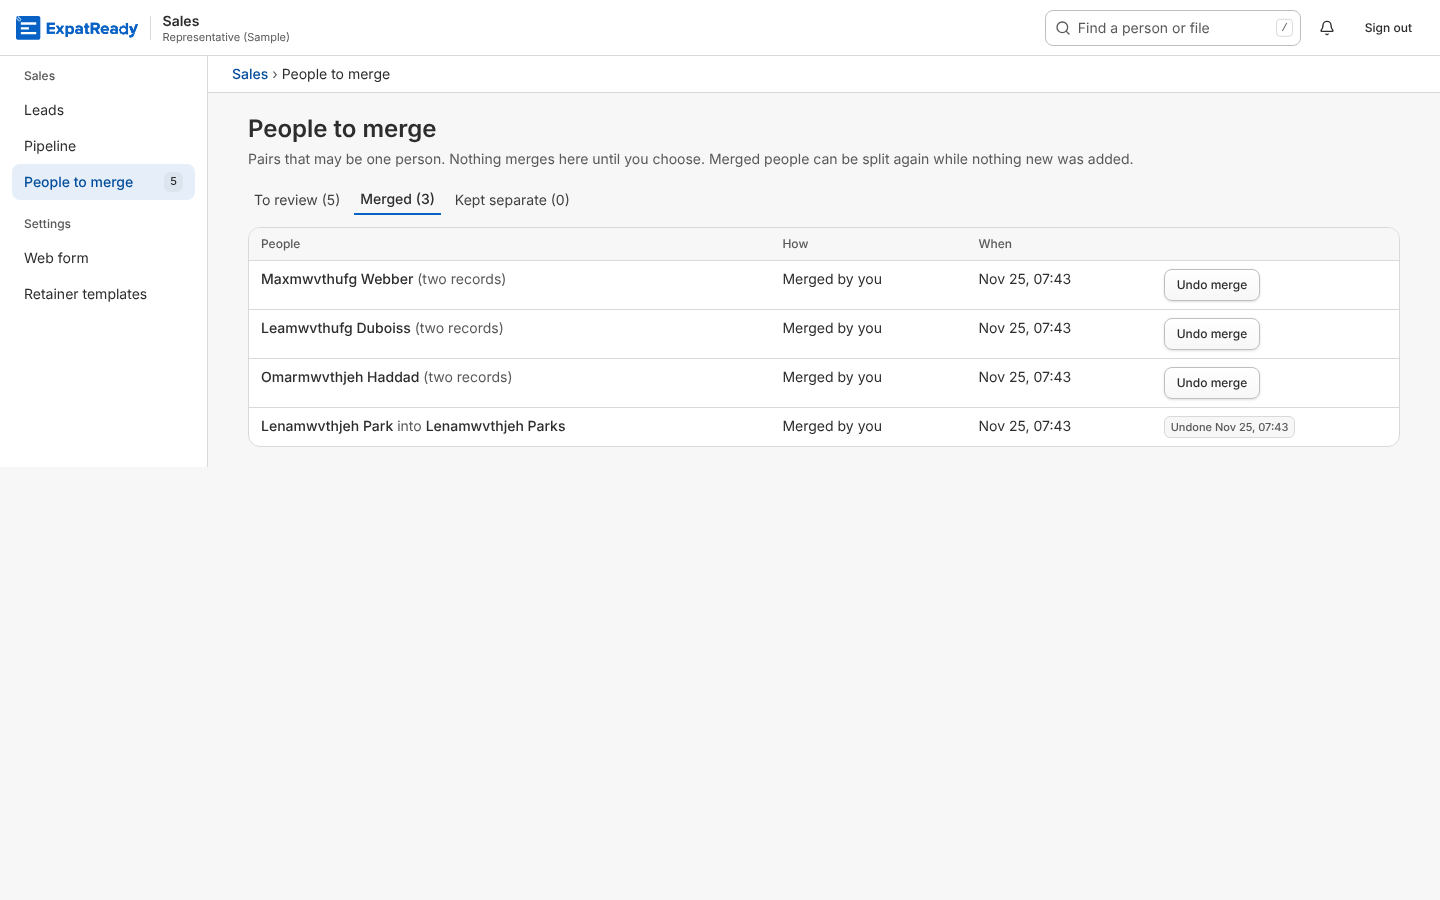 ExpatReady
Sales
Representative (Sample)
Find a person or file /
Sign out
Sales
Leads
Pipeline
People to merge 5
Settings
Web form
Retainer templates
Sales › People to merge
People to merge
Pairs that may be one person. Nothing merges here until you choose. Merged people can be split again while nothing new was added.
To review (5) Merged (3) Kept separate (0)
People How When
Maxmwvthufg Webber (two records) Merged by you Nov 25, 07:43 Undo merge
Leamwvthufg Duboiss (two records) Merged by you Nov 25, 07:43 Undo merge
Omarmwvthjeh Haddad (two records) Merged by you Nov 25, 07:43 Undo merge
Lenamwvthjeh Park into Lenamwvthjeh Parks Merged by you Nov 25, 07:43 Undone Nov 25, 07:43